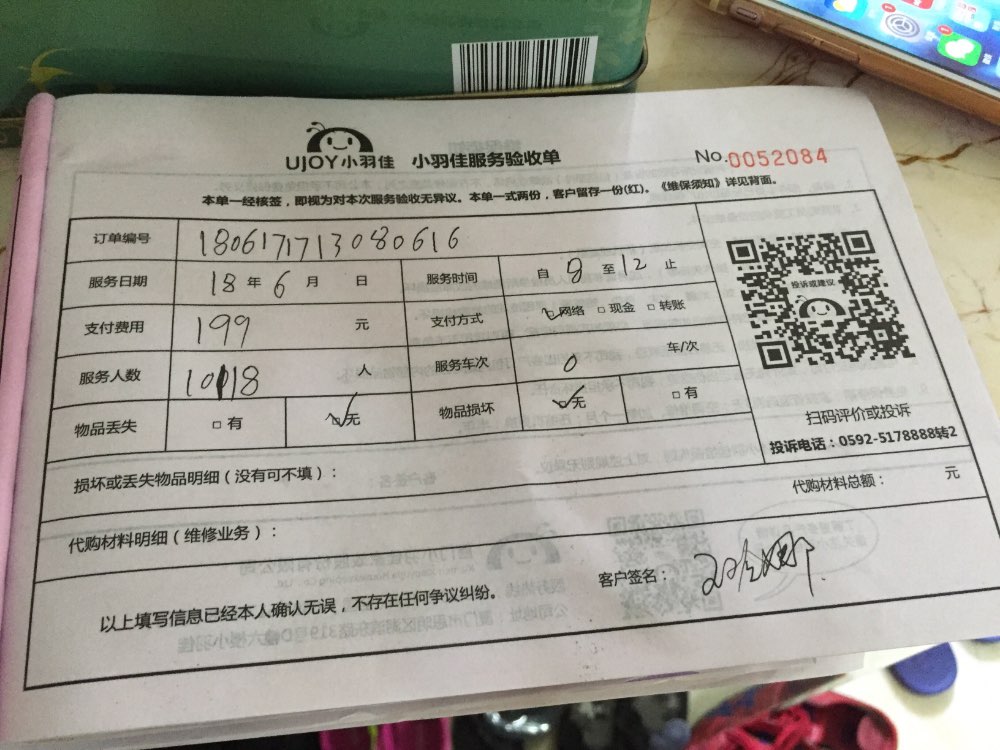 UJOY小羽佳 小羽佳服务验收单 No.0052084
本单一经核签，即视为对本次服务验收无异议。本单一式两份，客户留存一份(红)。《维保须知》详见背面。
订单编号 180617171308061 6
服务日期 18 年 6 月 日 服务时间 自 8 至 12 止
支付费用 199 元 支付方式 □网络 □现金 □转账
服务人数 10118 服务车次 0 车/次
物品丢失 □有 □无 物品损坏 □无 □有
投诉或建议
扫码评价或投诉
投诉电话：0592-5178888转2
损坏或丢失物品明细（没有可不填）：
代购材料总额： 元
代购材料明细（维修业务）：
客户签名：
以上填写信息已经本人确认无误，不存在任何争议纠纷。